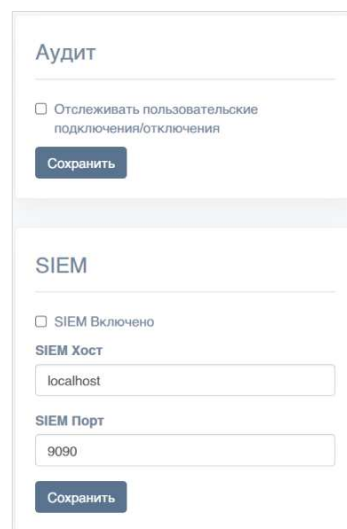 Аудит
Отслеживать пользовательские
подключения/отключения
Сохранить
SIEM
SIEM Включено
SIEM Хост
localhost
SIEM Порт
9090
Сохранить